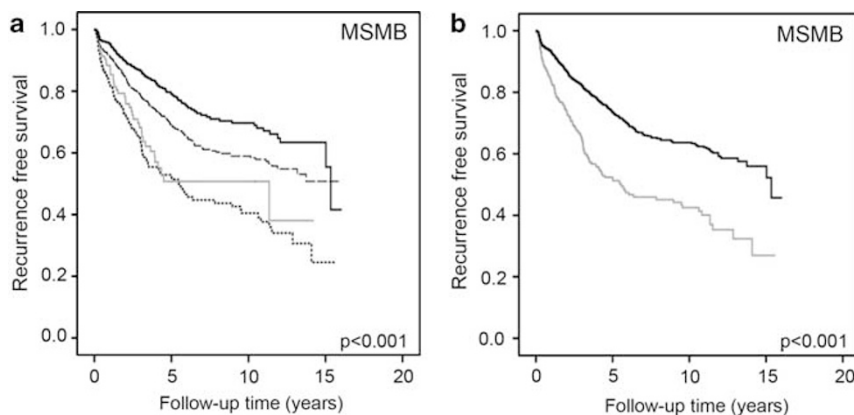 a
MSMB
Recurrence free survival
1.0
0.8
0.6
0.4
0.2
0.0
p<0.001
0 5 10 15 20
Follow-up time (years)
b
MSMB
Recurrence free survival
1.0
0.8
0.6
0.4
0.2
0.0
p<0.001
0 5 10 15 20
Follow-up time (years)